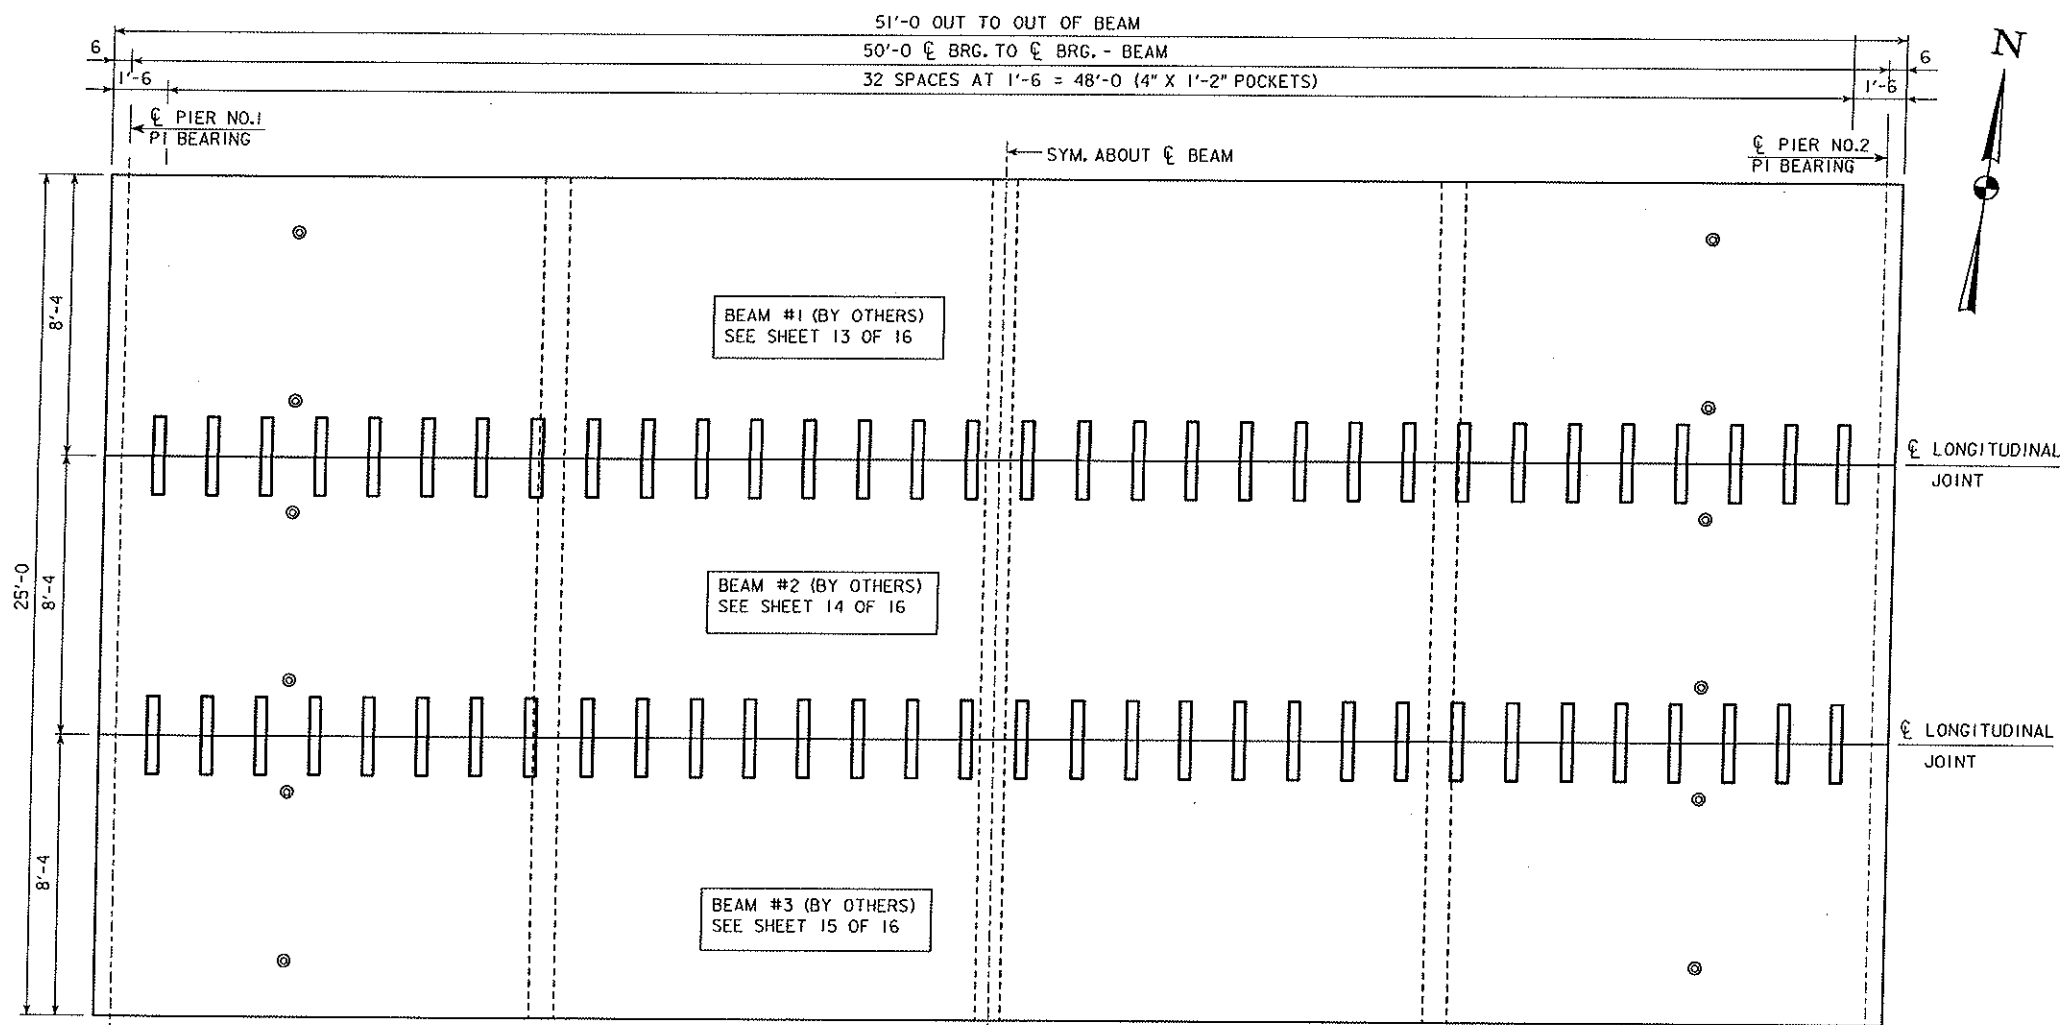 51'-0 OUT TO OUT OF BEAM
6
50'-0 ℄ BRG. TO ℄ BRG. - BEAM
6
1'-6
32 SPACES AT 1'-6 = 48'-0 (4" X 1'-2" POCKETS)
1'-6
N
℄ PIER NO.1
P1 BEARING
SYM. ABOUT ℄ BEAM
℄ PIER NO.2
P1 BEARING
8'-4
BEAM #1 (BY OTHERS)
SEE SHEET 13 OF 16
℄ LONGITUDINAL
JOINT
25'-0
8'-4
BEAM #2 (BY OTHERS)
SEE SHEET 14 OF 16
℄ LONGITUDINAL
JOINT
8'-4
BEAM #3 (BY OTHERS)
SEE SHEET 15 OF 16